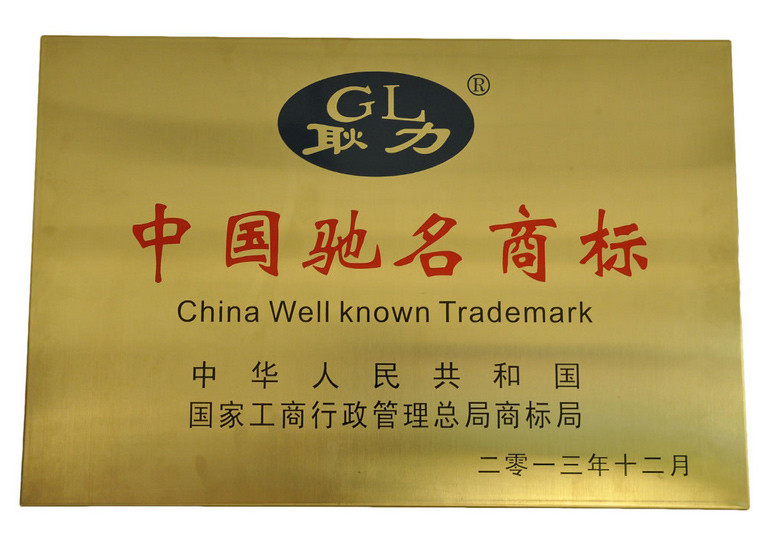 GL ®
耿力
中国驰名商标
China Well known Trademark
中华人民共和国
国家工商行政管理总局商标局
二零一三年十二月